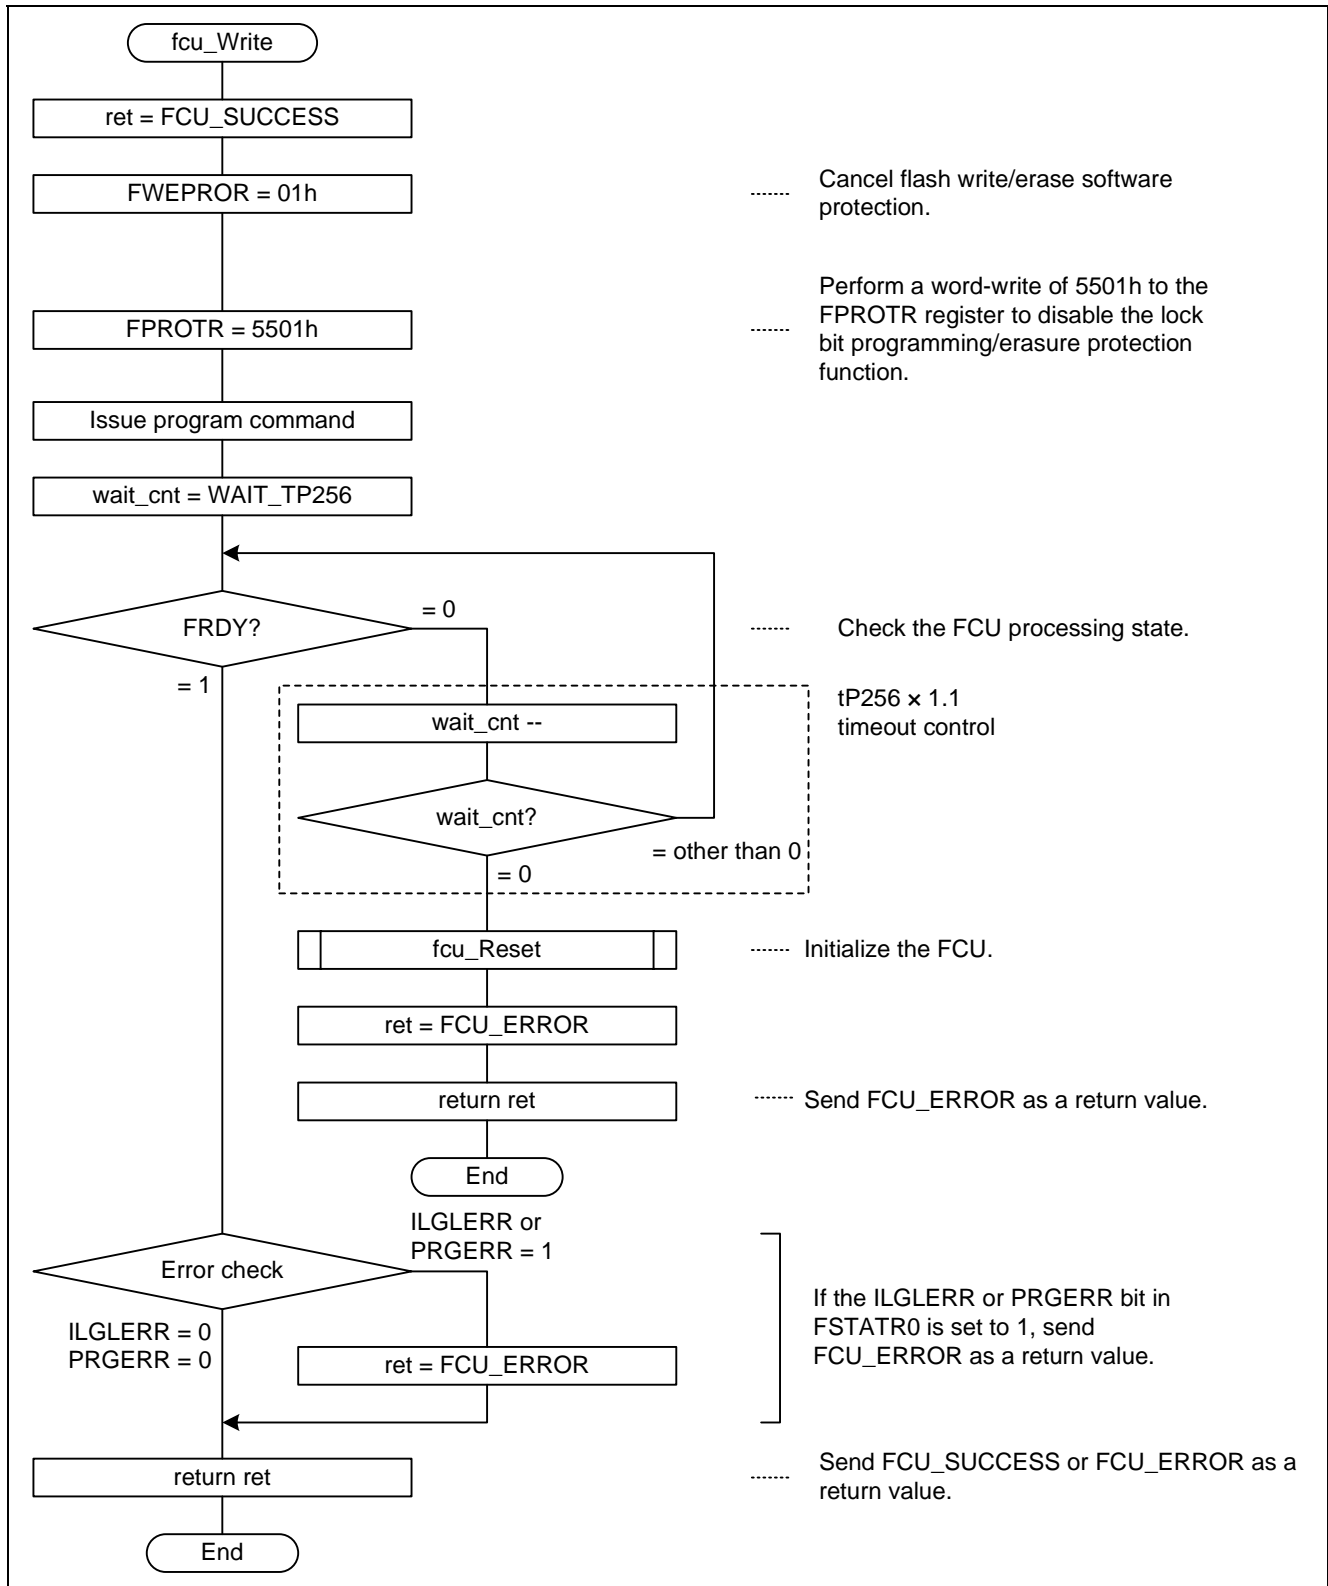 fcu_Write
ret = FCU_SUCCESS
FWEPROR = 01h
Cancel flash write/erase software
protection.
FPROTR = 5501h
Perform a word-write of 5501h to the
FPROTR register to disable the lock
bit programming/erasure protection
function.
Issue program command
wait_cnt = WAIT_TP256
FRDY?
= 0
Check the FCU processing state.
= 1
tP256 × 1.1
timeout control
wait_cnt --
wait_cnt?
= other than 0
= 0
fcu_Reset
Initialize the FCU.
ret = FCU_ERROR
return ret
Send FCU_ERROR as a return value.
End
ILGLERR or
PRGERR = 1
Error check
ILGLERR = 0
PRGERR = 0
ret = FCU_ERROR
If the ILGLERR or PRGERR bit in
FSTATR0 is set to 1, send
FCU_ERROR as a return value.
return ret
Send FCU_SUCCESS or FCU_ERROR as a
return value.
End